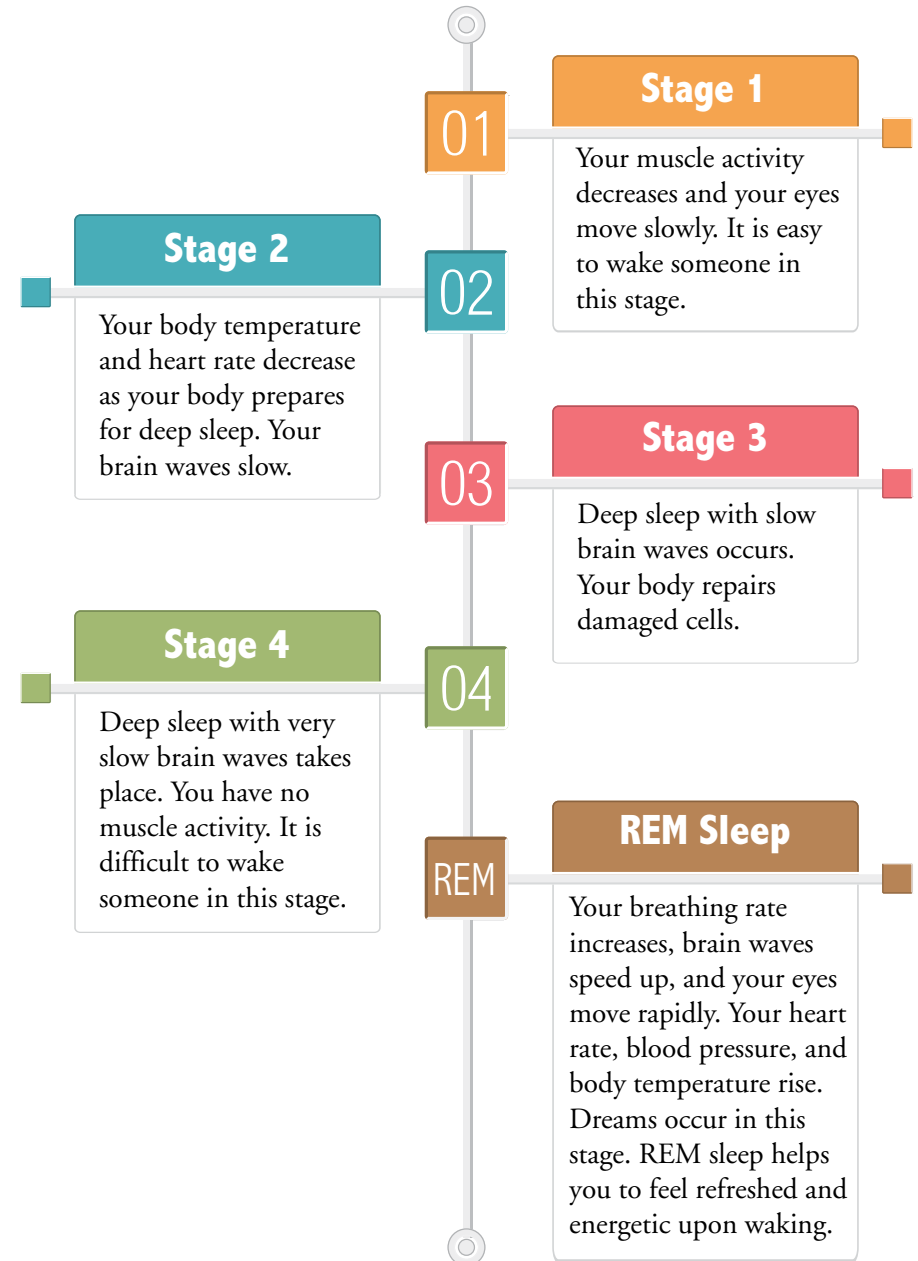 01
Stage 1
Your muscle activity
decreases and your eyes
move slowly. It is easy
to wake someone in
this stage.
02
Stage 2
Your body temperature
and heart rate decrease
as your body prepares
for deep sleep. Your
brain waves slow.
03
Stage 3
Deep sleep with slow
brain waves occurs.
Your body repairs
damaged cells.
04
Stage 4
Deep sleep with very
slow brain waves takes
place. You have no
muscle activity. It is
difficult to wake
someone in this stage.
REM
REM Sleep
Your breathing rate
increases, brain waves
speed up, and your eyes
move rapidly. Your heart
rate, blood pressure, and
body temperature rise.
Dreams occur in this
stage. REM sleep helps
you to feel refreshed and
energetic upon waking.